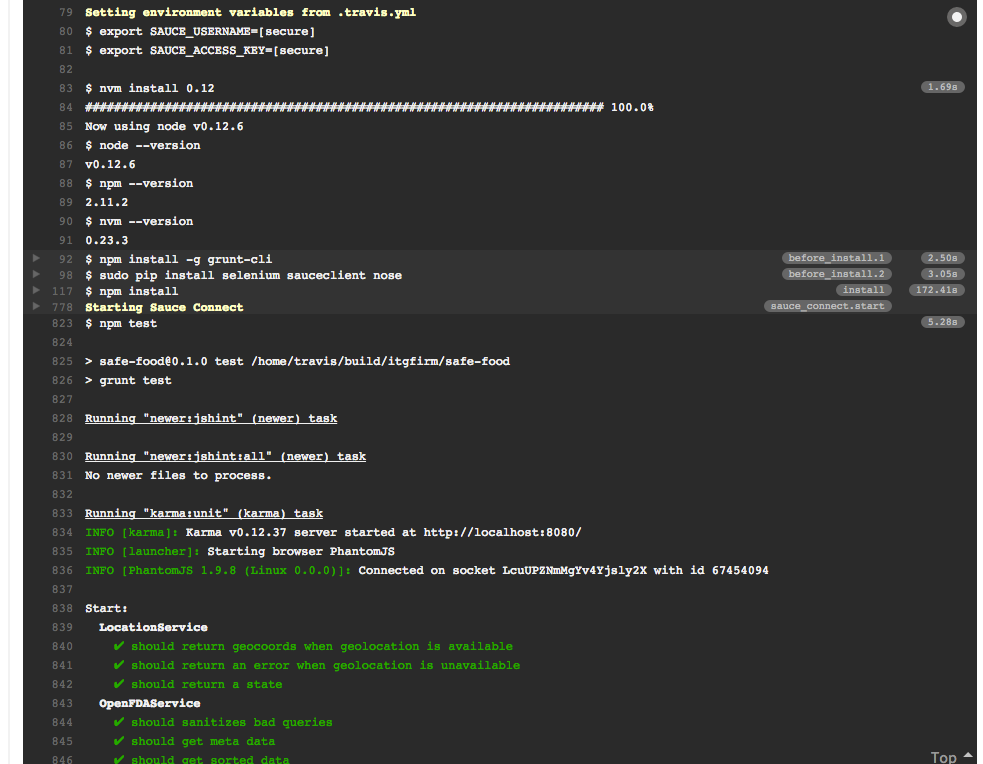 79 Setting environment variables from .travis.yml
80 $ export SAUCE_USERNAME=[secure]
81 $ export SAUCE_ACCESS_KEY=[secure]
82
83 $ nvm install 0.12 1.69s
84 ######################################################################## 100.0%
85 Now using node v0.12.6
86 $ node --version
87 v0.12.6
88 $ npm --version
89 2.11.2
90 $ nvm --version
91 0.23.3
92 $ npm install -g grunt-cli before_install.1 2.50s
98 $ sudo pip install selenium sauceclient nose before_install.2 3.05s
117 $ npm install install 172.41s
778 Starting Sauce Connect sauce_connect.start
823 $ npm test 5.28s
824
825 > safe-food@0.1.0 test /home/travis/build/itgfirm/safe-food
826 > grunt test
827
828 Running "newer:jshint" (newer) task
829
830 Running "newer:jshint:all" (newer) task
831 No newer files to process.
832
833 Running "karma:unit" (karma) task
834 INFO [karma]: Karma v0.12.37 server started at http://localhost:8080/
835 INFO [launcher]: Starting browser PhantomJS
836 INFO [PhantomJS 1.9.8 (Linux 0.0.0)]: Connected on socket LcuUPZNmMgYv4Yjsly2X with id 67454094
837
838 Start:
839 LocationService
840 ✔ should return geocoords when geolocation is available
841 ✔ should return an error when geolocation is unavailable
842 ✔ should return a state
843 OpenFDAService
844 ✔ should sanitizes bad queries
845 ✔ should get meta data
846 ✔ should get sorted data
Top